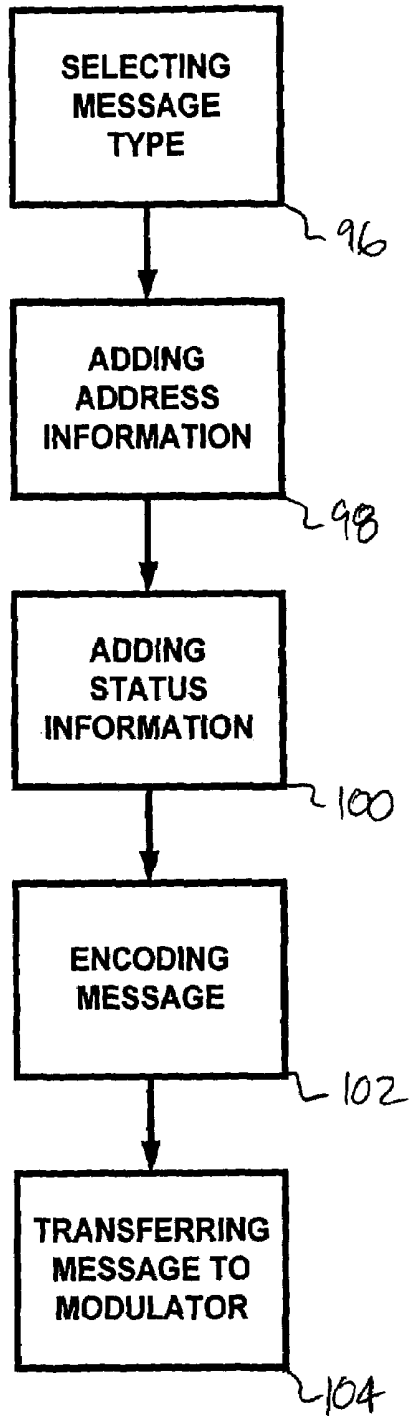 SELECTING
MESSAGE
TYPE
96
ADDING
ADDRESS
INFORMATION
98
ADDING
STATUS
INFORMATION
100
ENCODING
MESSAGE
102
TRANSFERRING
MESSAGE TO
MODULATOR
104